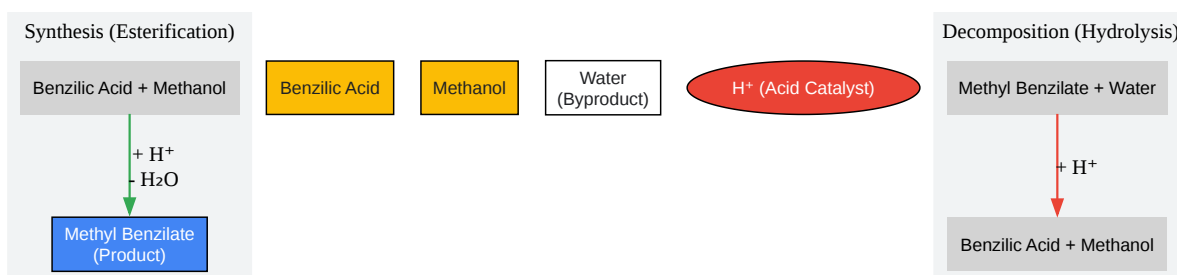 Synthesis (Esterification)
Benzilic Acid + Methanol
+ H⁺
- H₂O
Methyl Benzilate
(Product)
Benzilic Acid
Methanol
Water
(Byproduct)
H⁺ (Acid Catalyst)
Decomposition (Hydrolysis)
Methyl Benzilate + Water
+ H⁺
Benzilic Acid + Methanol